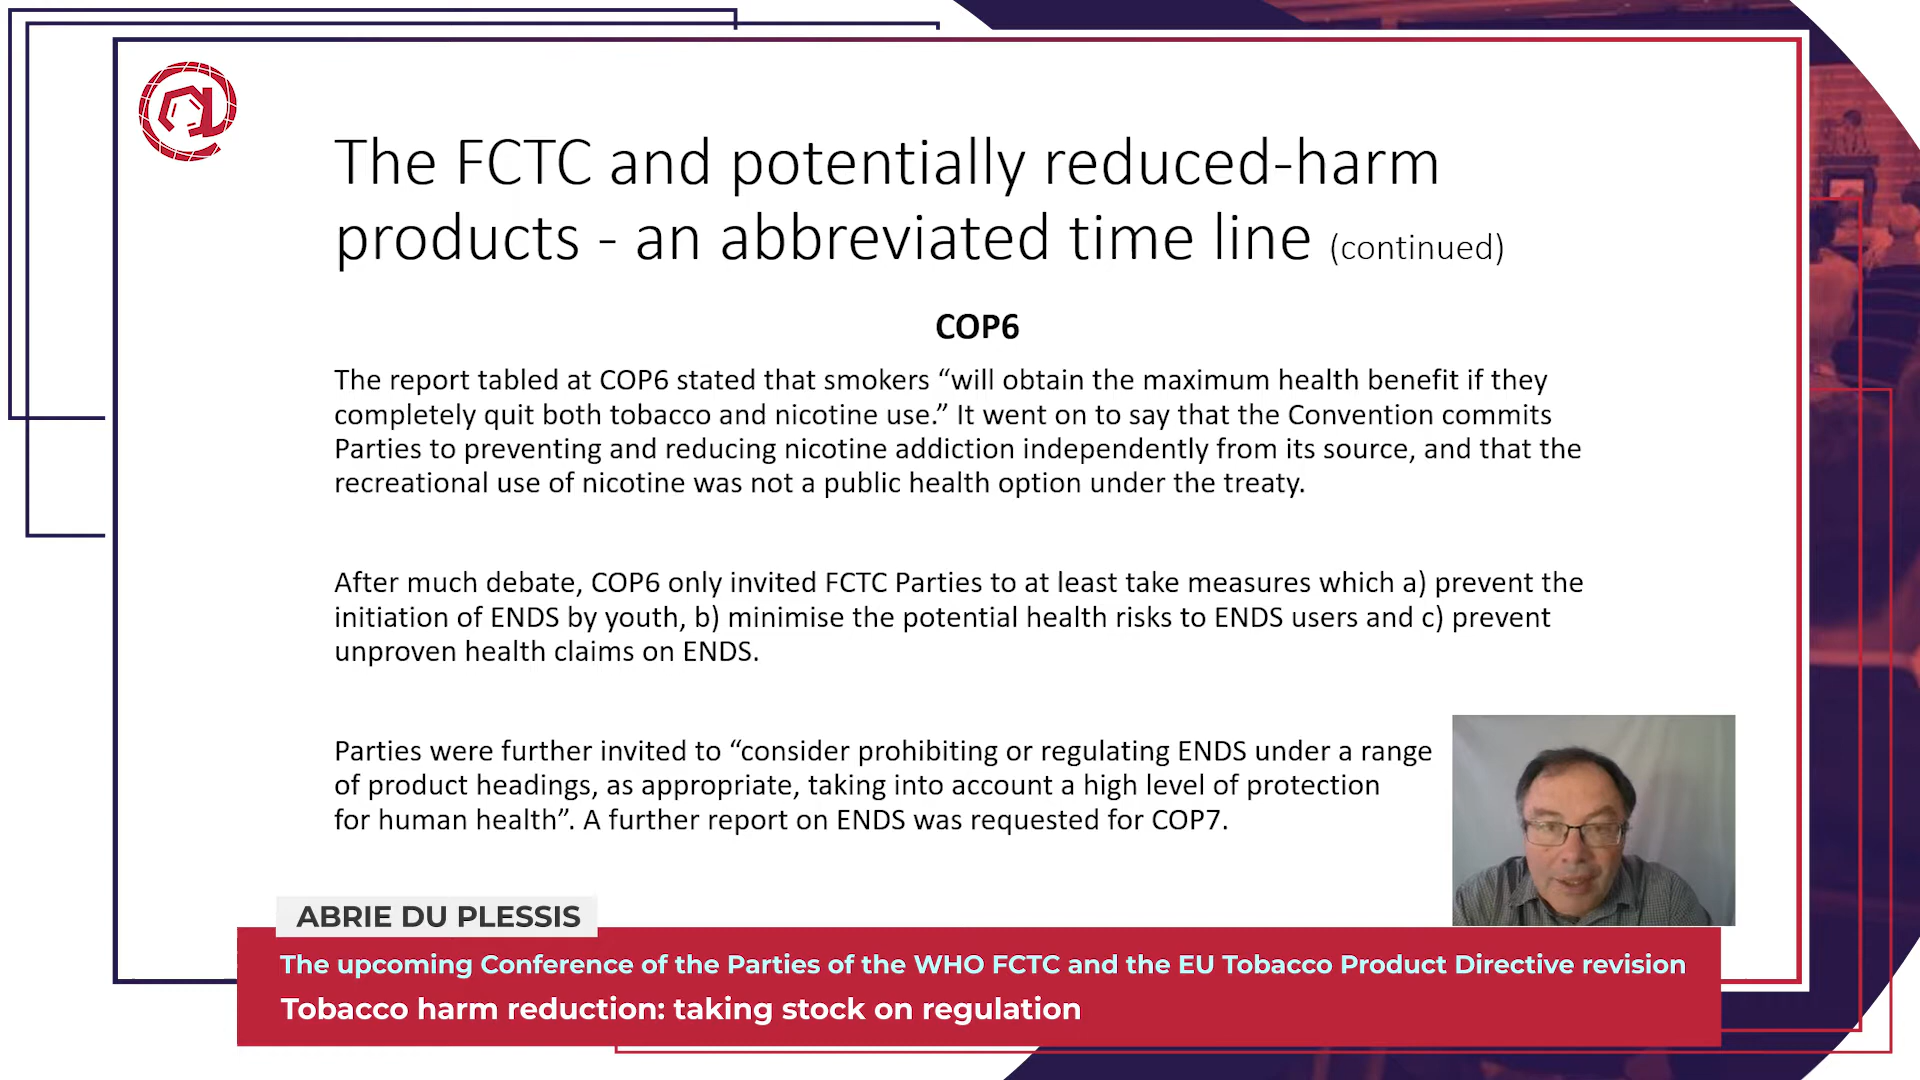 The FCTC and potentially reduced-harm
products - an abbreviated time line (continued)
COP6
The report tabled at COP6 stated that smokers “will obtain the maximum health benefit if they
completely quit both tobacco and nicotine use.” It went on to say that the Convention commits
Parties to preventing and reducing nicotine addiction independently from its source, and that the
recreational use of nicotine was not a public health option under the treaty.
After much debate, COP6 only invited FCTC Parties to at least take measures which a) prevent the
initiation of ENDS by youth, b) minimise the potential health risks to ENDS users and c) prevent
unproven health claims on ENDS.
Parties were further invited to “consider prohibiting or regulating ENDS under a range
of product headings, as appropriate, taking into account a high level of protection
for human health”. A further report on ENDS was requested for COP7.
ABRIE DU PLESSIS
The upcoming Conference of the Parties of the WHO FCTC and the EU Tobacco Product Directive revision
Tobacco harm reduction: taking stock on regulation